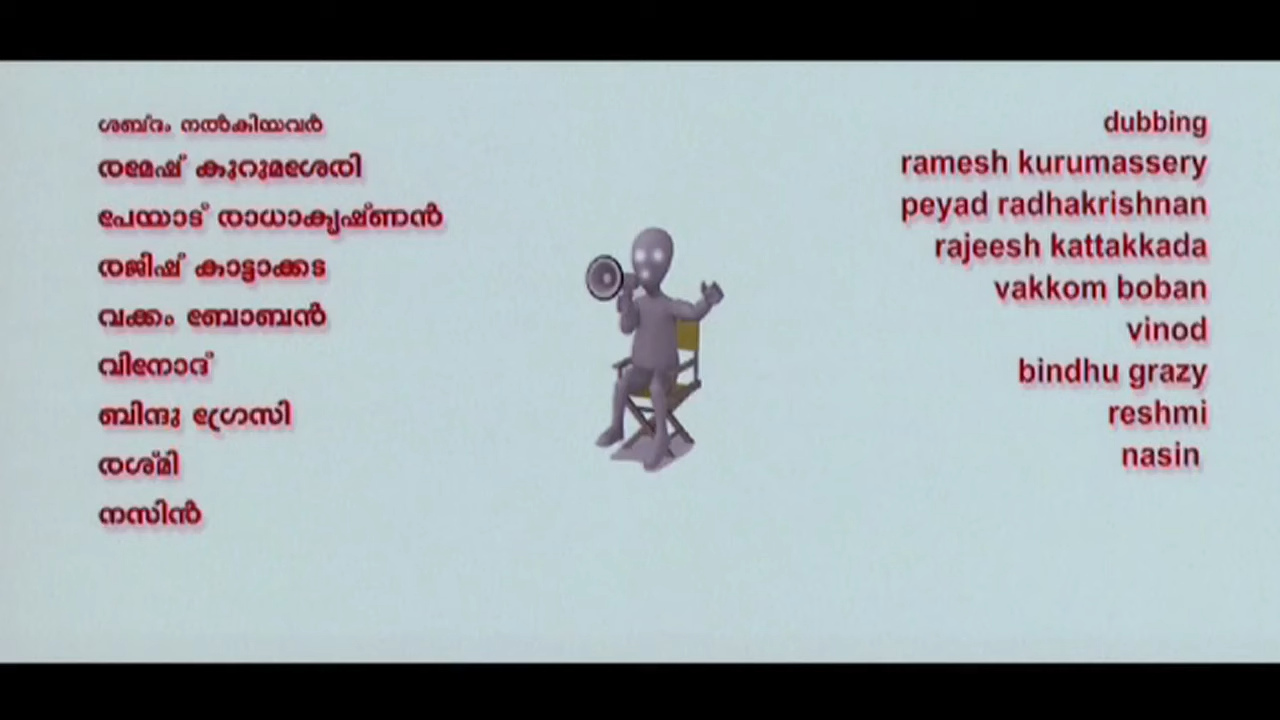 ശബ്ദം നൽകിയവർ
രമേഷ് കുറുമശേരി
പേയാട് രാധാകൃഷ്ണൻ
രജിഷ് കാട്ടാക്കട
വക്കം ബോബൻ
വിനോദ്
ബിന്ദു ഗ്രേസി
രശ്മി
നസിൻ
dubbing
ramesh kurumassery
peyad radhakrishnan
rajeesh kattakkada
vakkom boban
vinod
bindhu grazy
reshmi
nasin